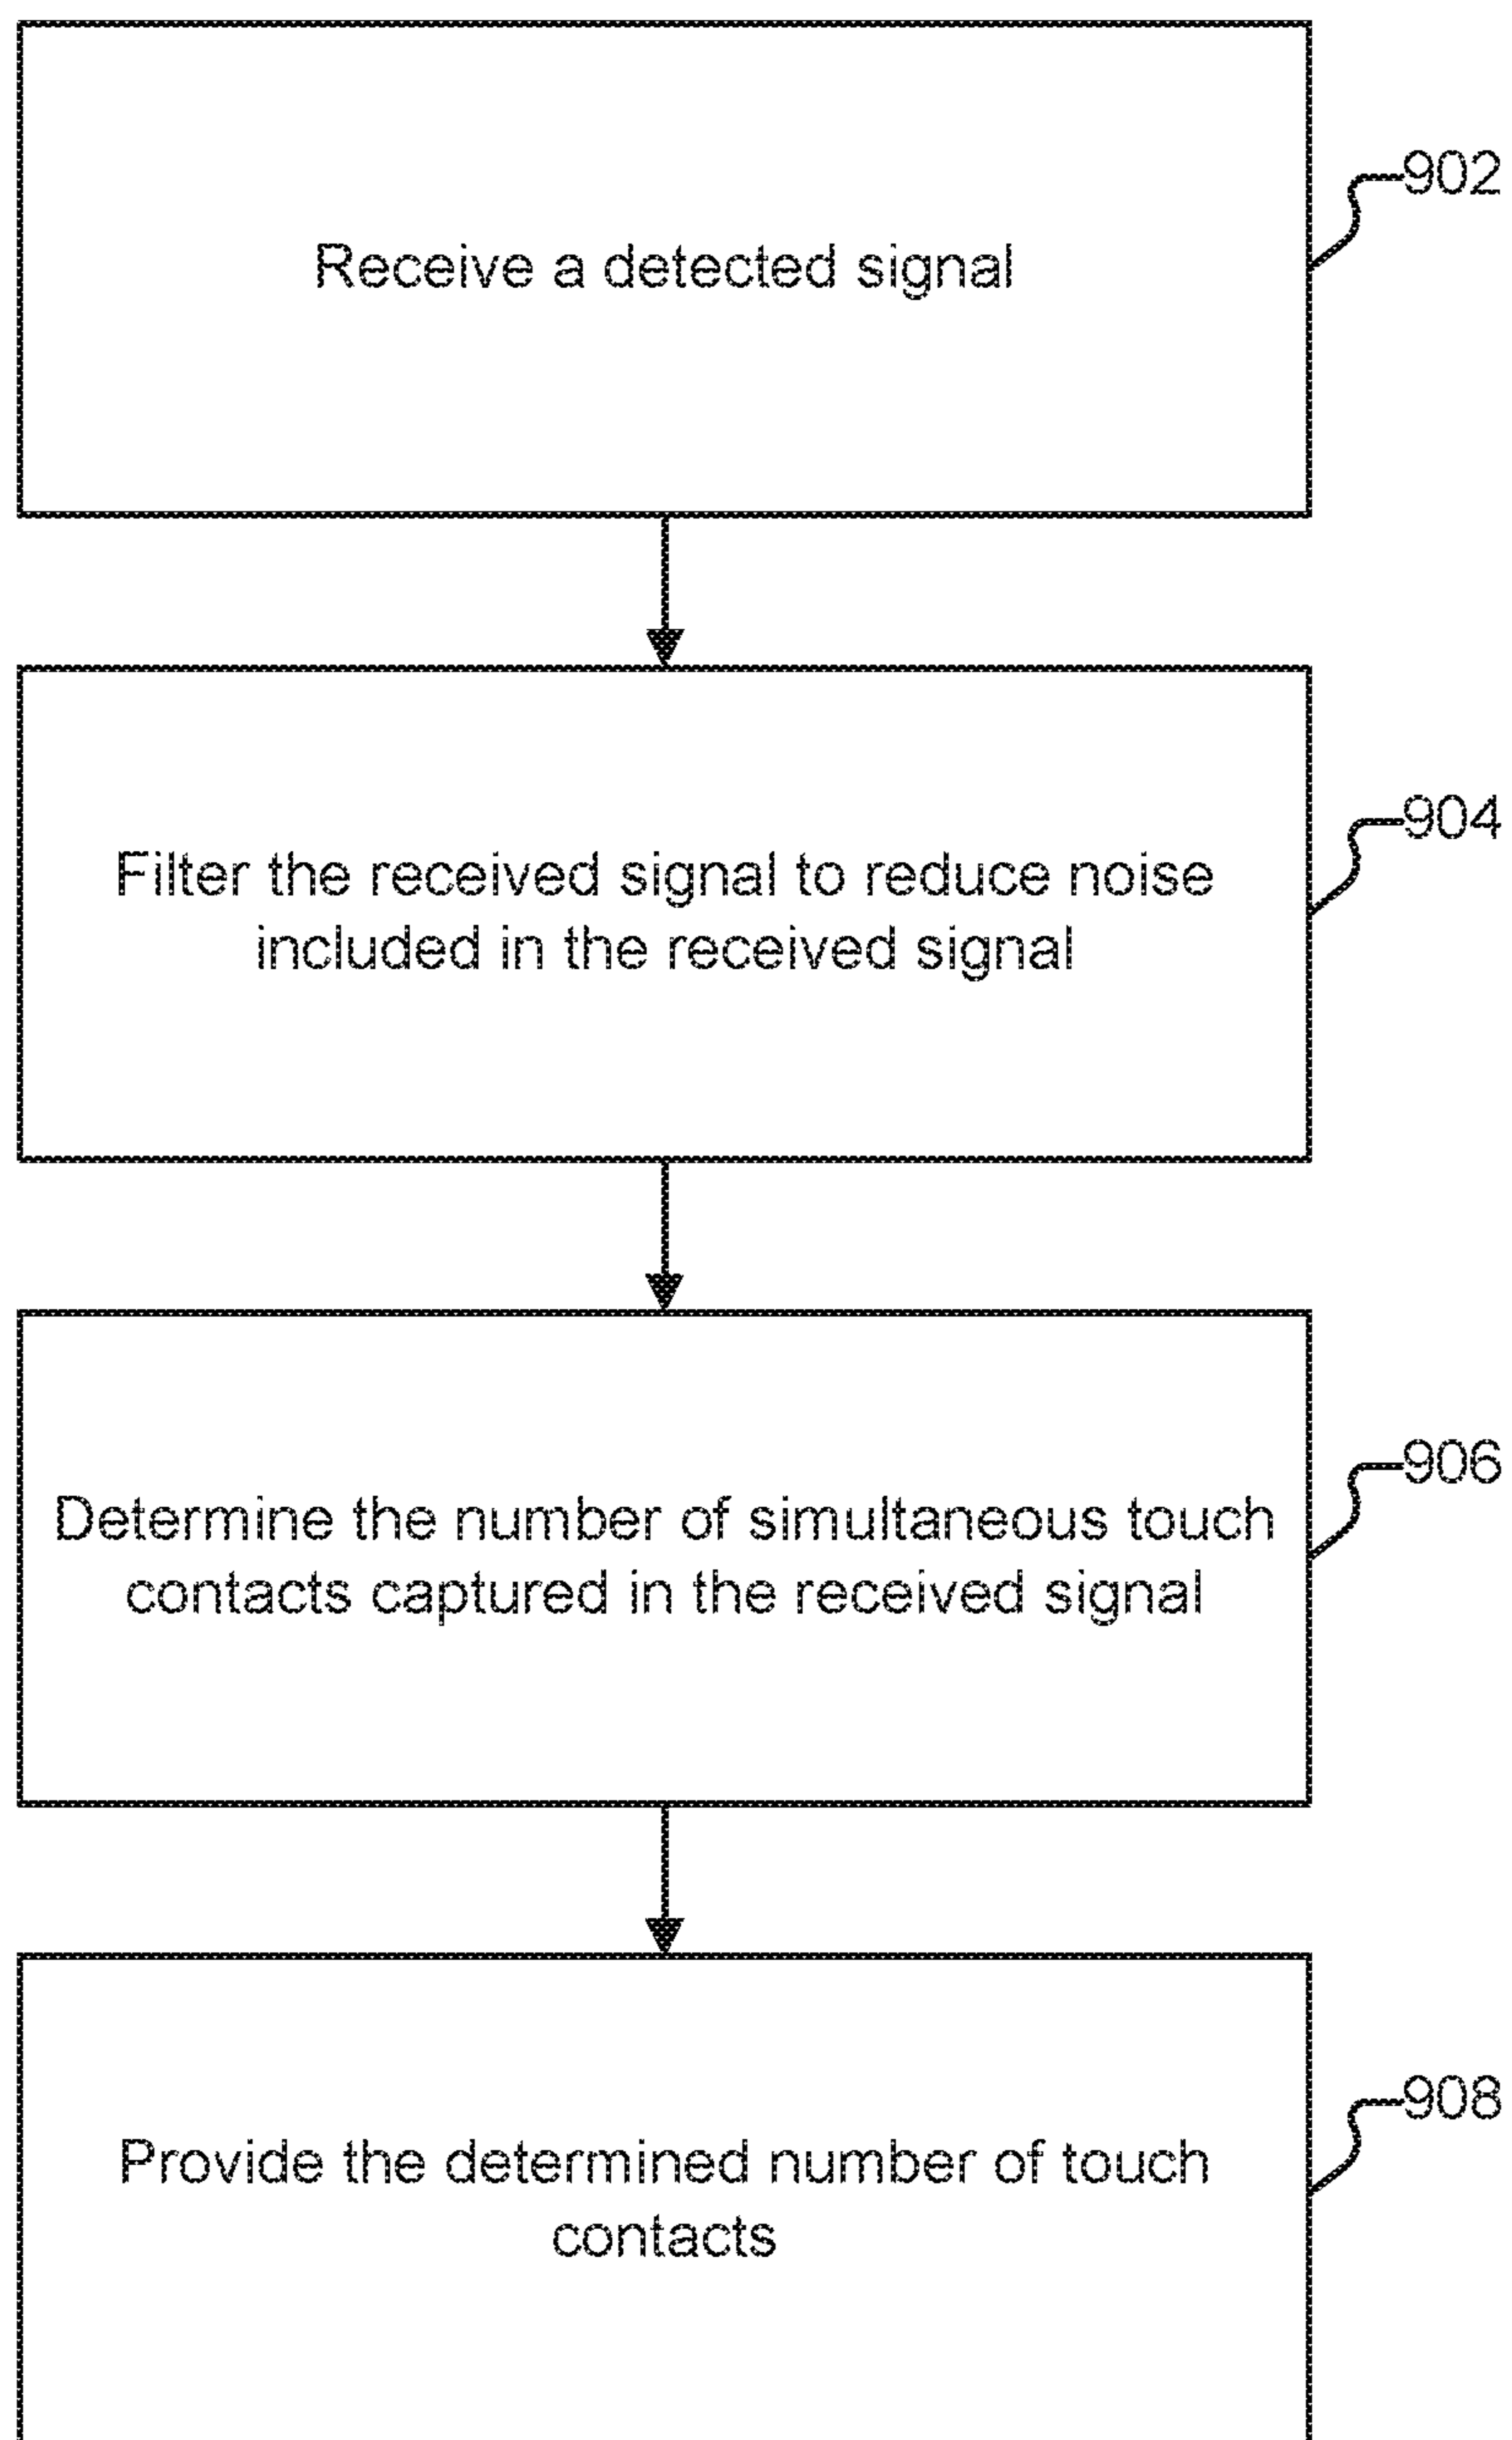 902
Receive a detected signal
904
Filter the received signal to reduce noise
included in the received signal
906
Determine the number of simultaneous touch
contacts captured in the received signal
908
Provide the determined number of touch
contacts